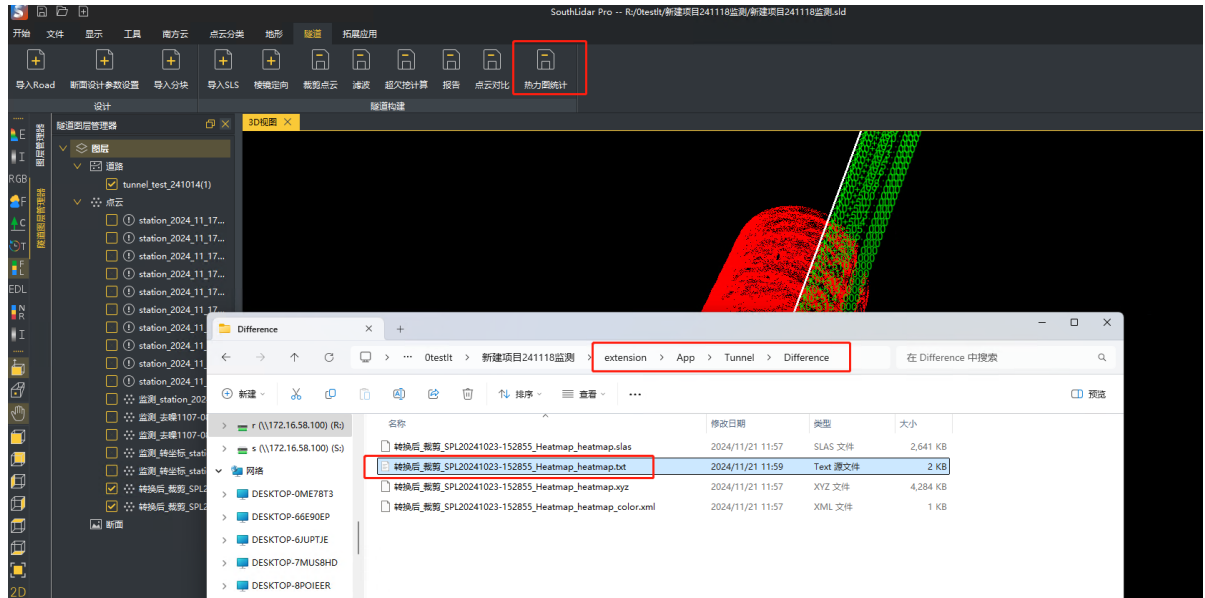 SouthLidar Pro -- R:/0testlt/新建项目241118监测/新建项目241118监测.sld
开始 文件 显示 工具 南方云 点云分类 地形 隧道 拓展应用
导入Road 断面设计参数设置 导入分块 导入SLS 棱镜定向 裁剪点云 滤波 超欠挖计算 报告 点云对比 热力图统计
设计 隧道构建
隧道图层管理器
3D视图
图层管理器
隧道图层管理器
E
I
RGB
F
C
T
F
L
EDL
N
R
I
2D
图层
道路
tunnel_test_241014(1)
点云
station_2024_11_17...
station_2024_11_17...
station_2024_11_17...
station_2024_11_17...
station_2024_11_17...
station_2024_11_17
station_2024_11_
station_2024_11_
station_2024_11_
station_2024_11_
监测_station_202
监测_去噪1107-0
监测_去噪1107-0
监测_转坐标_stati
监测_转坐标_stati
转换后_裁剪_SPL2
转换后_裁剪_SPL2
断面
Difference
0testlt > 新建项目241118监测 > extension > App > Tunnel > Difference
在 Difference 中搜索
新建 排序 查看 ... 预览
r (\\172.16.58.100) (R:)
s (\\172.16.58.100) (S:)
网络
DESKTOP-0ME78T3
DESKTOP-66E90EP
DESKTOP-6JUPTJE
DESKTOP-7MUS8HD
DESKTOP-8POIEER
名称 修改日期 类型 大小
转换后_裁剪_SPL20241023-152855_Heatmap_heatmap.slas 2024/11/21 11:57 SLAS 文件 2,641 KB
转换后_裁剪_SPL20241023-152855_Heatmap_heatmap.txt 2024/11/21 11:59 Text 源文件 2 KB
转换后_裁剪_SPL20241023-152855_Heatmap_heatmap.xyz 2024/11/21 11:57 XYZ 文件 4,284 KB
转换后_裁剪_SPL20241023-152855_Heatmap_heatmap_color.xml 2024/11/21 11:57 XML 文件 1 KB